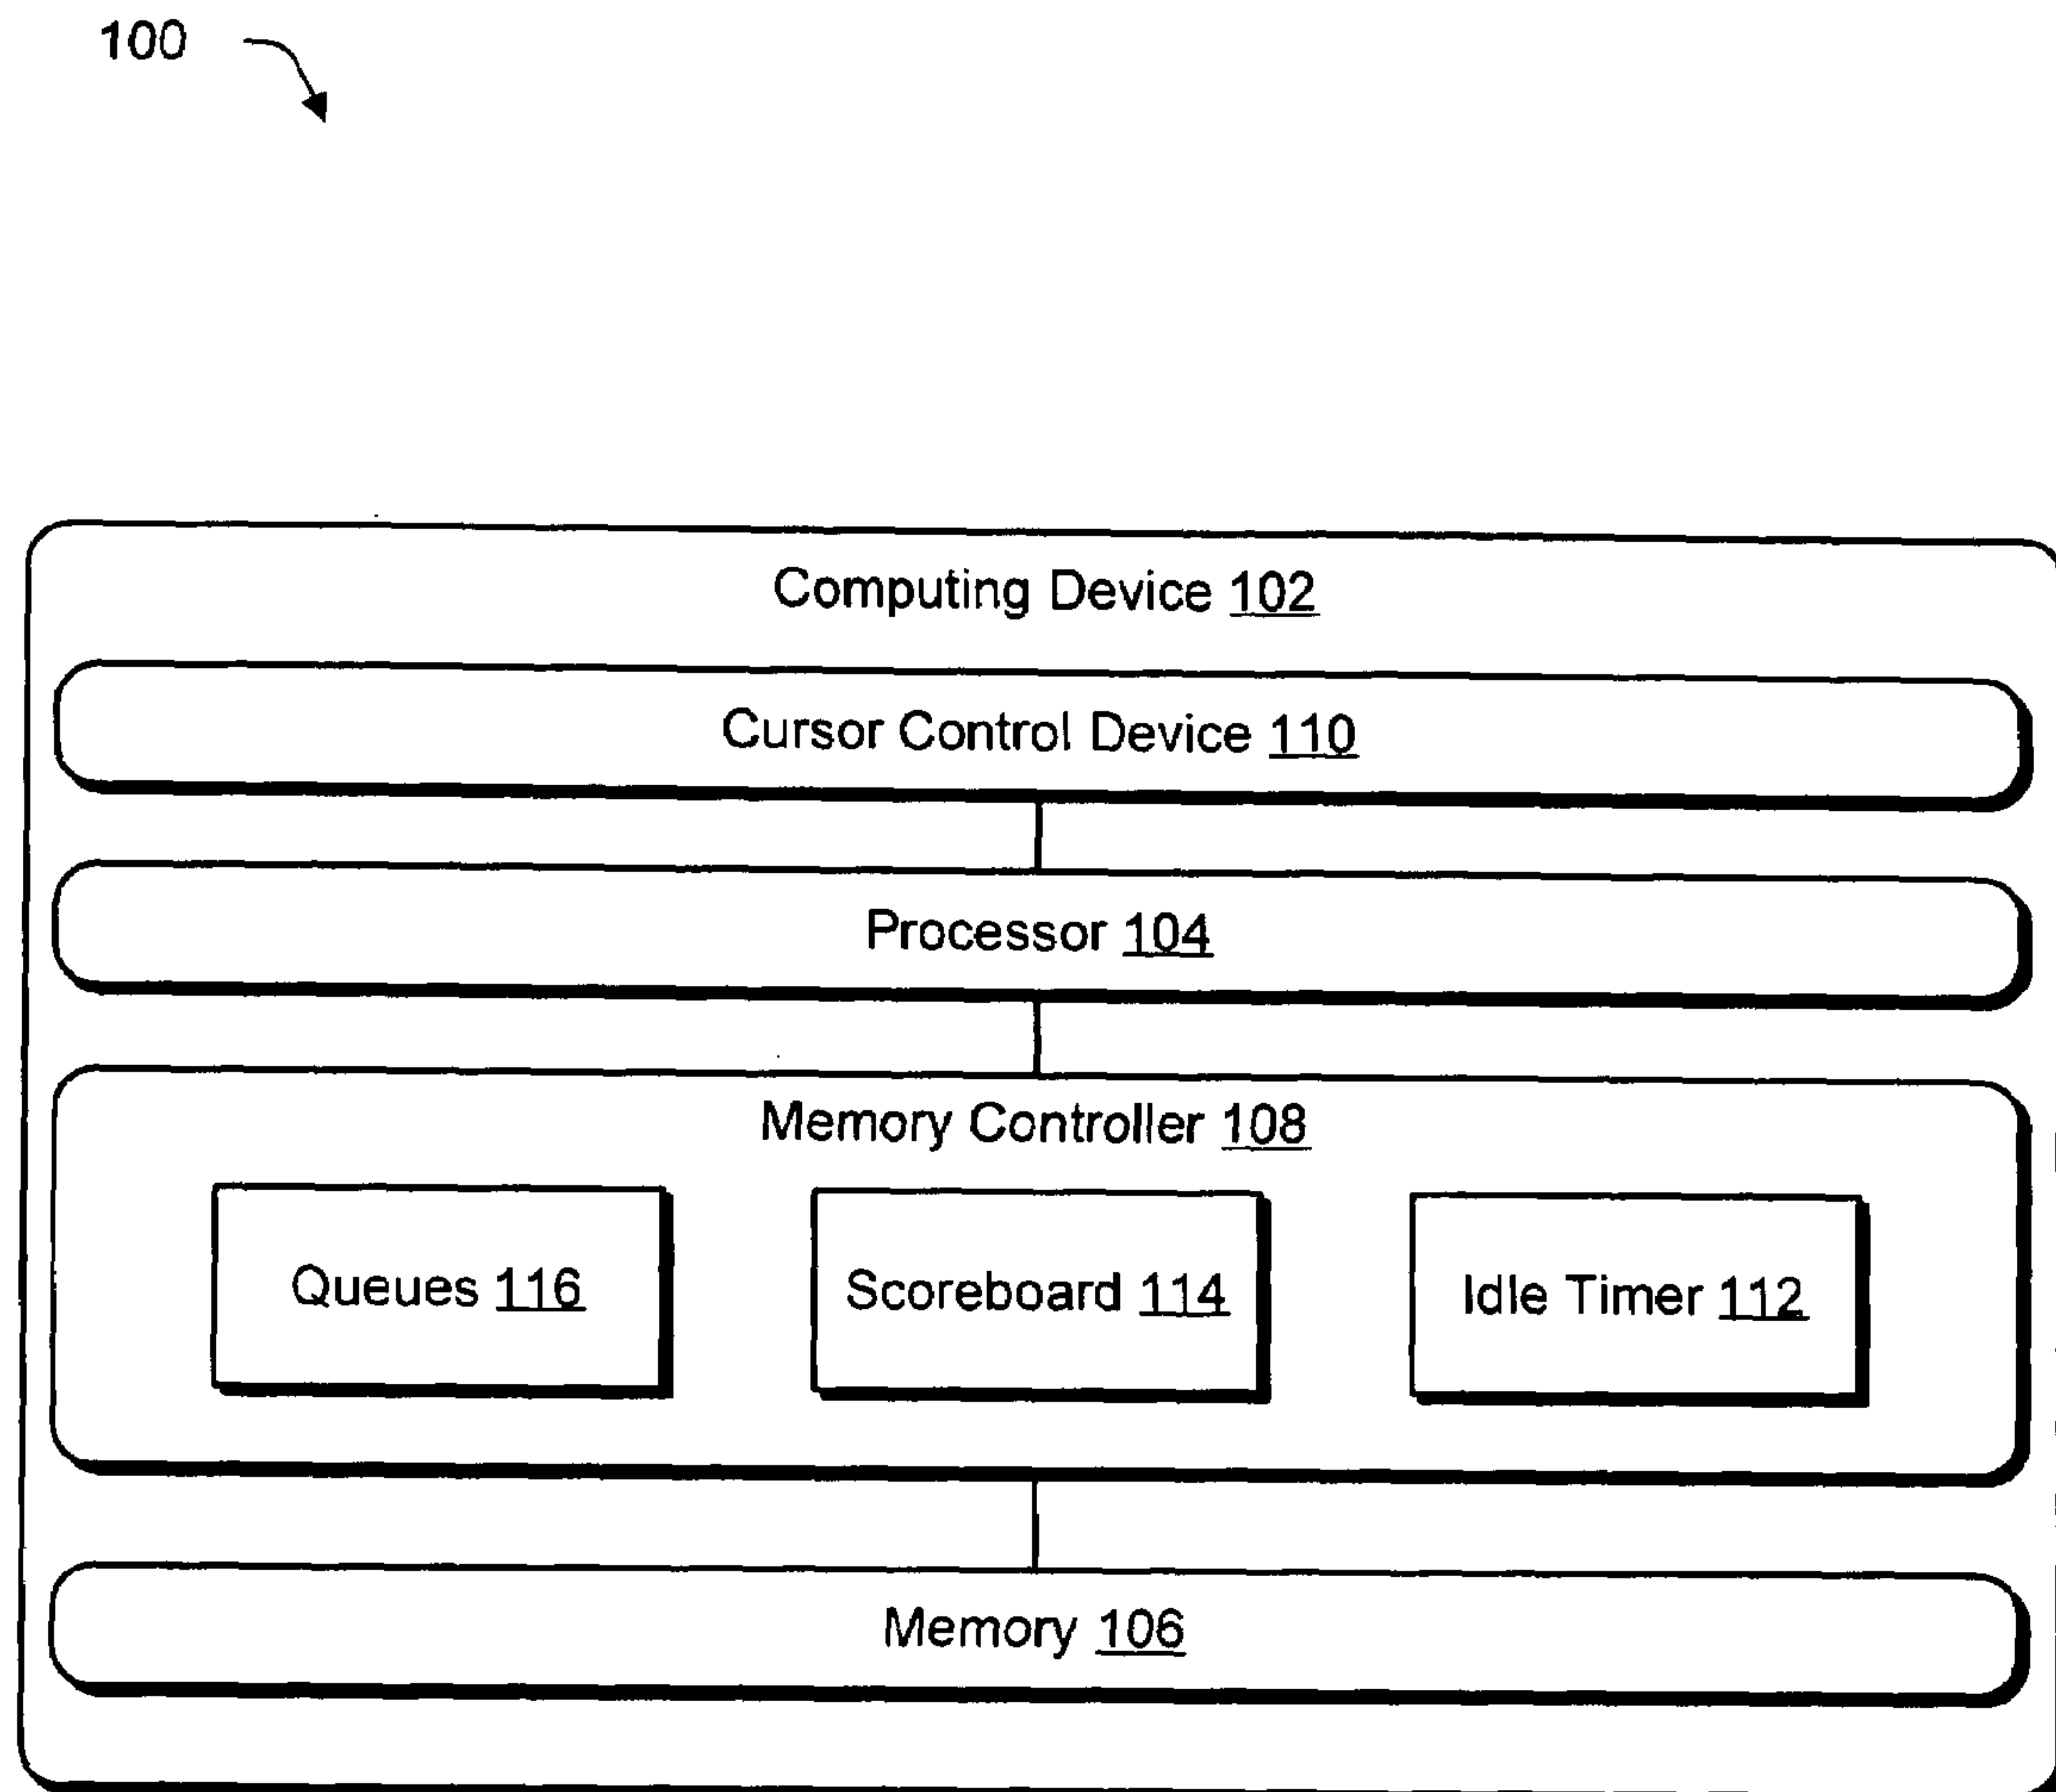 100
Computing Device 102
Cursor Control Device 110
Processor 104
Memory Controller 108
Queues 116
Scoreboard 114
Idle Timer 112
Memory 106